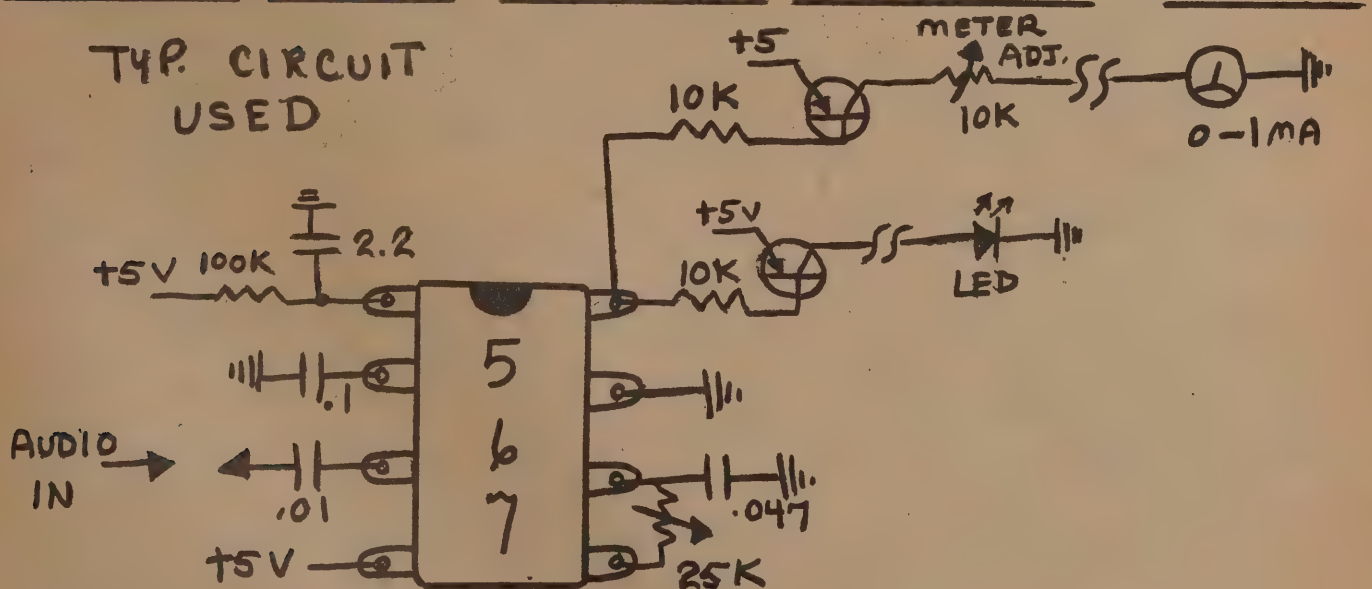 TYP. CIRCUIT
USED
+5
METER
ADJ.
10K
10K
0-1MA
+5V
10K
LED
2.2
+5V 100K
.1
AUDIO
IN
.01
+5V
5
6
7
.047
25K